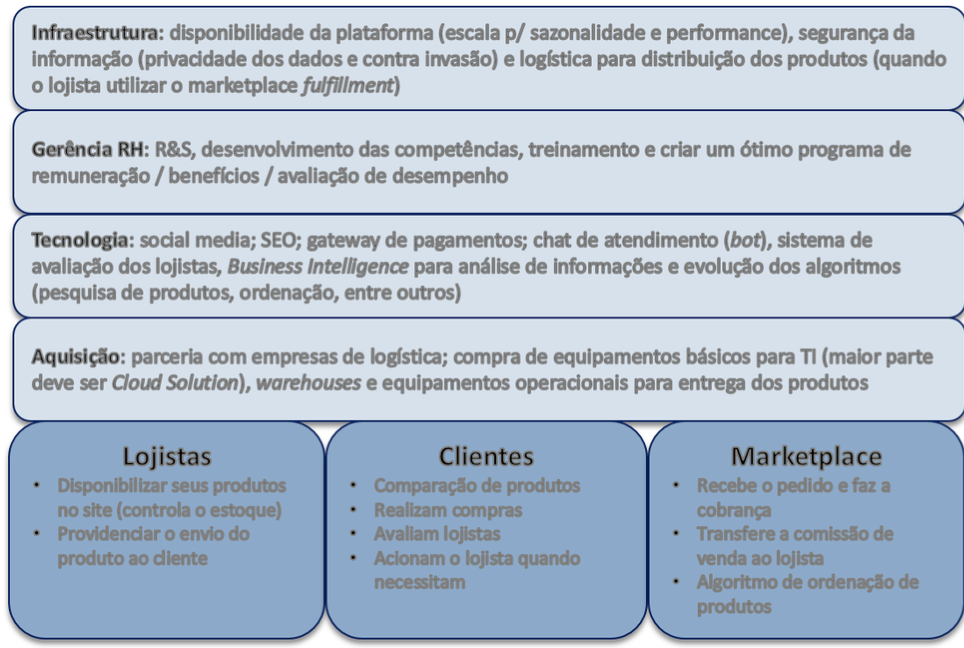 Infraestrutura: disponibilidade da plataforma (escala p/ sazonalidade e performance), segurança da
informação (privacidade dos dados e contra invasão) e logística para distribuição dos produtos (quando
o lojista utilizar o marketplace fulfillment)
Gerência RH: R&S, desenvolvimento das competências, treinamento e criar um ótimo programa de
remuneração / benefícios / avaliação de desempenho
Tecnologia: social media; SEO; gateway de pagamentos; chat de atendimento (bot), sistema de
avaliação dos lojistas, Business Intelligence para análise de informações e evolução dos algoritmos
(pesquisa de produtos, ordenação, entre outros)
Aquisição: parceria com empresas de logística; compra de equipamentos básicos para TI (maior parte
deve ser Cloud Solution), warehouses e equipamentos operacionais para entrega dos produtos
Lojistas
• Disponibilizar seus produtos
no site (controla o estoque)
• Providenciar o envio do
produto ao cliente
Clientes
• Comparação de produtos
• Realizam compras
• Avaliam lojistas
• Acionam o lojista quando
necessitam
Marketplace
• Recebe o pedido e faz a
cobrança
• Transfere a comissão de
venda ao lojista
• Algoritmo de ordenação de
produtos